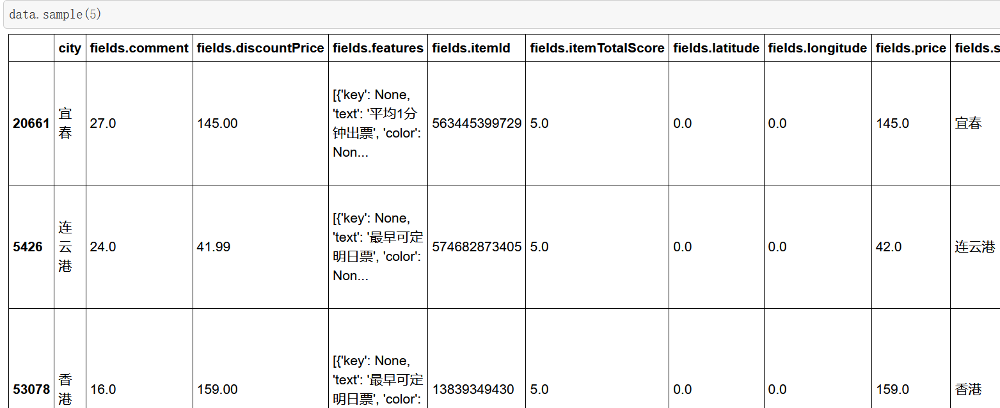 data.sample(5)
city fields.comment fields.discountPrice fields.features fields.itemId fields.itemTotalScore fields.latitude fields.longitude fields.price fields.s
20661 宜春 27.0 145.00 [{'key': None, 'text': '平均1分钟出票', 'color': Non... 563445399729 5.0 0.0 0.0 145.0 宜春
5426 连云港 24.0 41.99 [{'key': None, 'text': '最早可定明日票', 'color': Non... 574682873405 5.0 0.0 0.0 42.0 连云港
53078 香港 16.0 159.00 [{'key': None, 'text': '最早可定明日票', 'color': 13839349430 5.0 0.0 0.0 159.0 香港